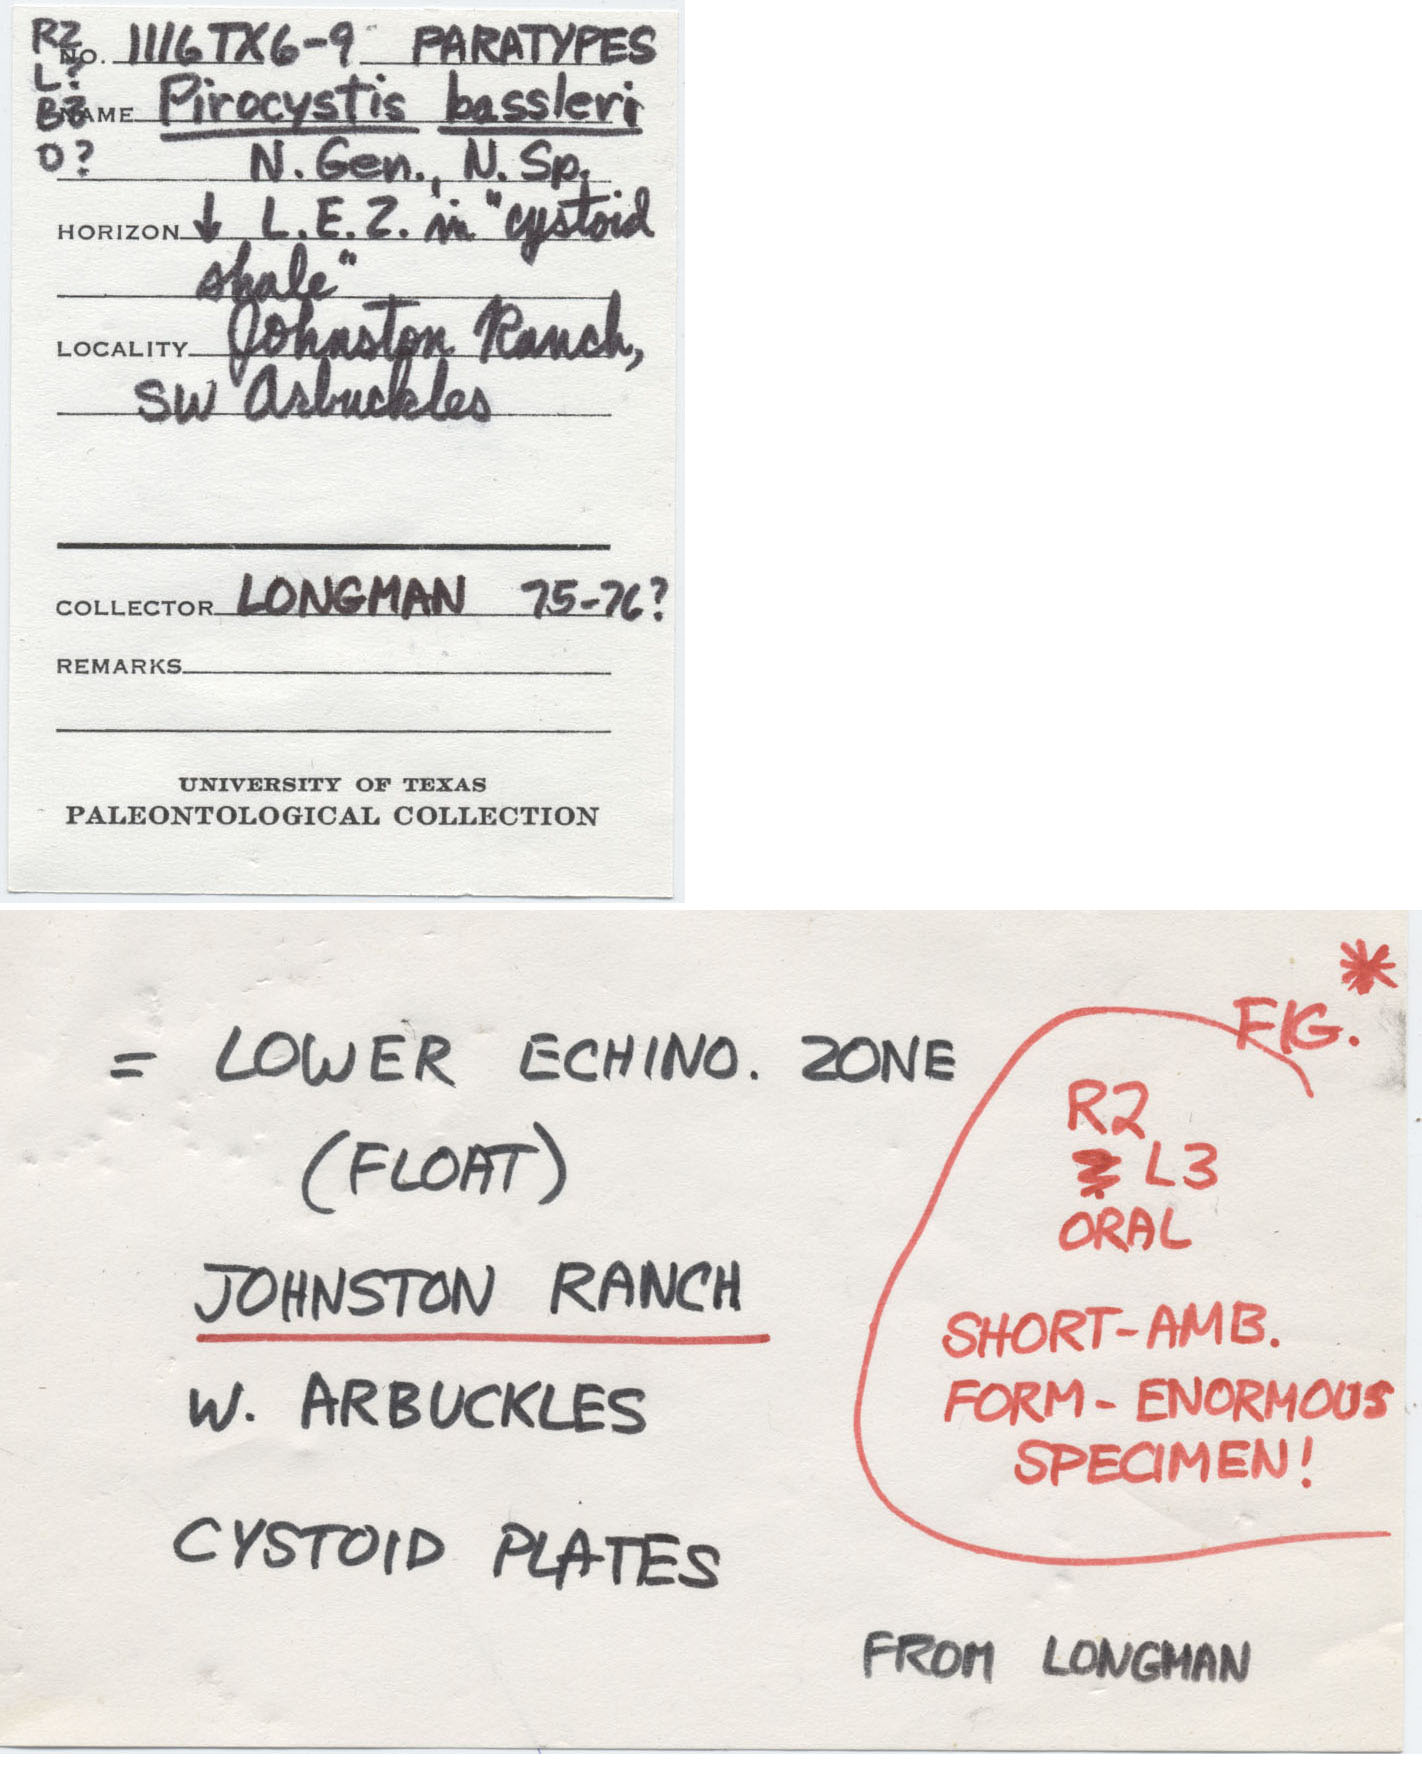 R2
L?
B2
O?
NO. 1116TX6-9 PARATYPES
NAME Pirocystis bassleri
N. Gen., N. Sp.
HORIZON ↓ L.E.Z. in "cystoid
shale"
LOCALITY Johnston Ranch,
SW Arbuckles
COLLECTOR LONGMAN 75-76?
REMARKS
UNIVERSITY OF TEXAS
PALEONTOLOGICAL COLLECTION
= LOWER ECHINO. ZONE
(FLOAT)
JOHNSTON RANCH
W. ARBUCKLES
CYSTOID PLATES
FROM LONGMAN
FIG. *
R2
L3
ORAL
SHORT-AMB.
FORM - ENORMOUS
SPECIMEN!